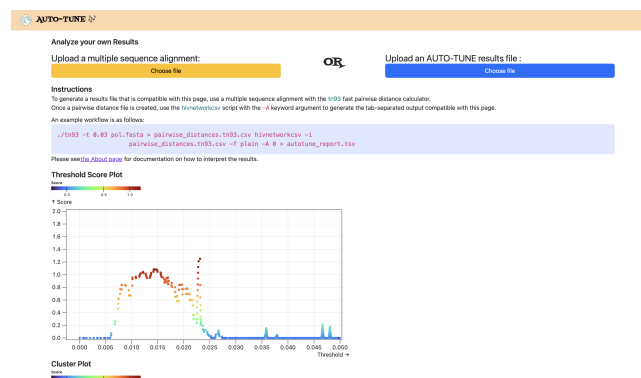 AUTO-TUNE
Analyze your own Results
Upload a multiple sequence alignment:
Choose file
OR
Upload an AUTO-TUNE results file :
Choose file
Instructions
To generate a results file that is compatible with this page, use a multiple sequence alignment with the tn93 fast pairwise distance calculator.
Once a pairwise distance file is created, use the hivnetworkcsv script with the -A keyword argument to generate the tab-separated output compatible with this page.
An example workflow is as follows:
./tn93 -t 0.03 pol.fasta > pairwise_distances.tn93.csv hivnetworkcsv -i
pairwise_distances.tn93.csv -f plain -A 0 > autotune_report.tsv
Please see the About page for documentation on how to interpret the results.
Threshold Score Plot
Score
0.0 0.5 1.0
↑ Score
2.0
1.8
1.6
1.4
1.2
1.0
0.8
0.6
0.4
0.2
0.0
0.000 0.005 0.010 0.015 0.020 0.025 0.030 0.035 0.040 0.045 0.050
Threshold →
Cluster Plot
Score